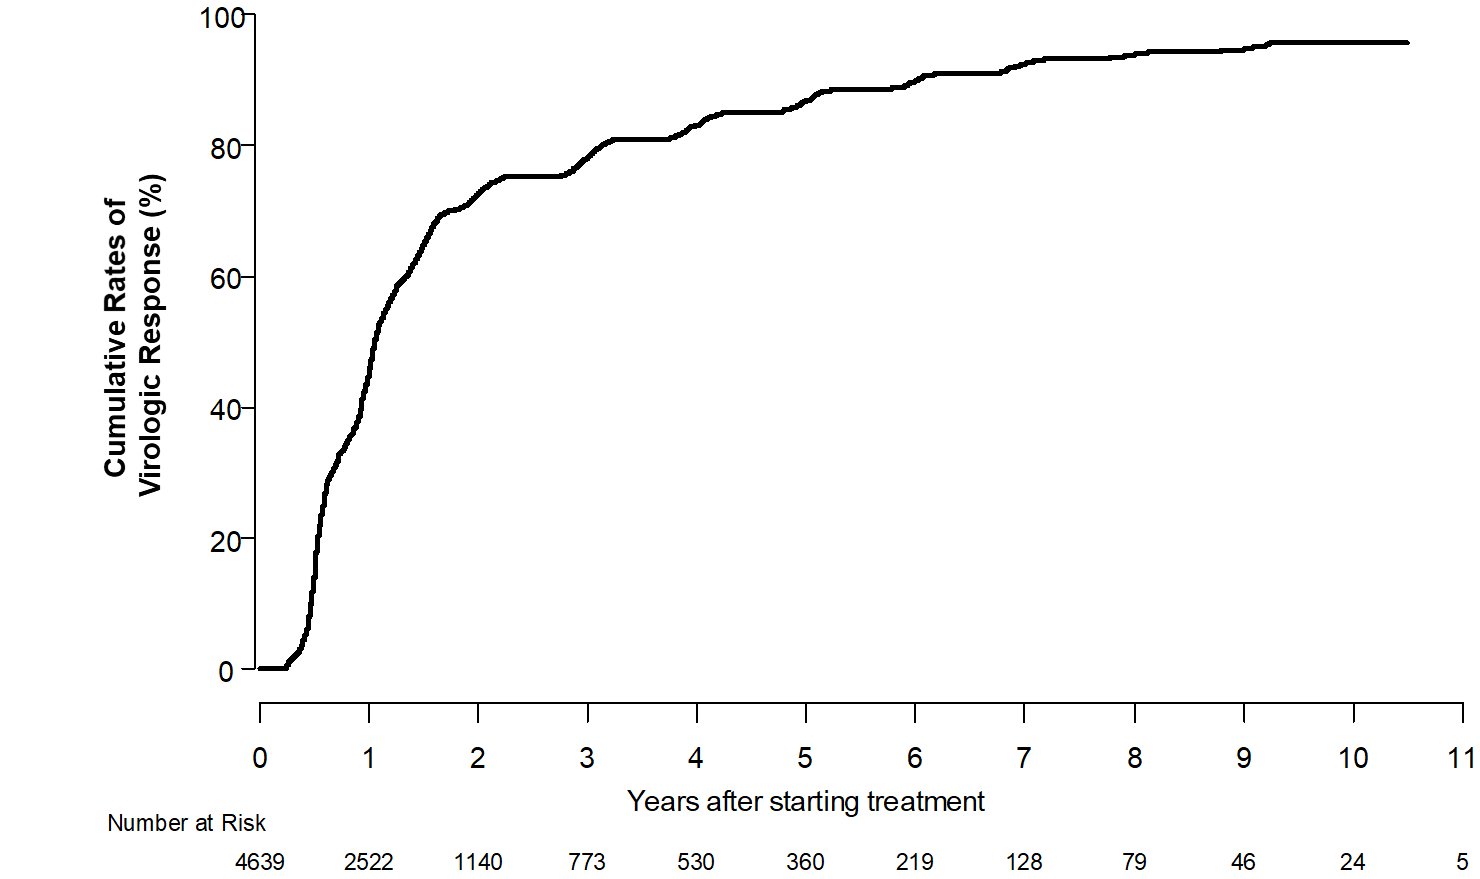 Cumulative Rates of
Virologic Response (%)
100
80
60
40
20
0
0 1 2 3 4 5 6 7 8 9 10 11
Years after starting treatment
Number at Risk
4639 2522 1140 773 530 360 219 128 79 46 24 5